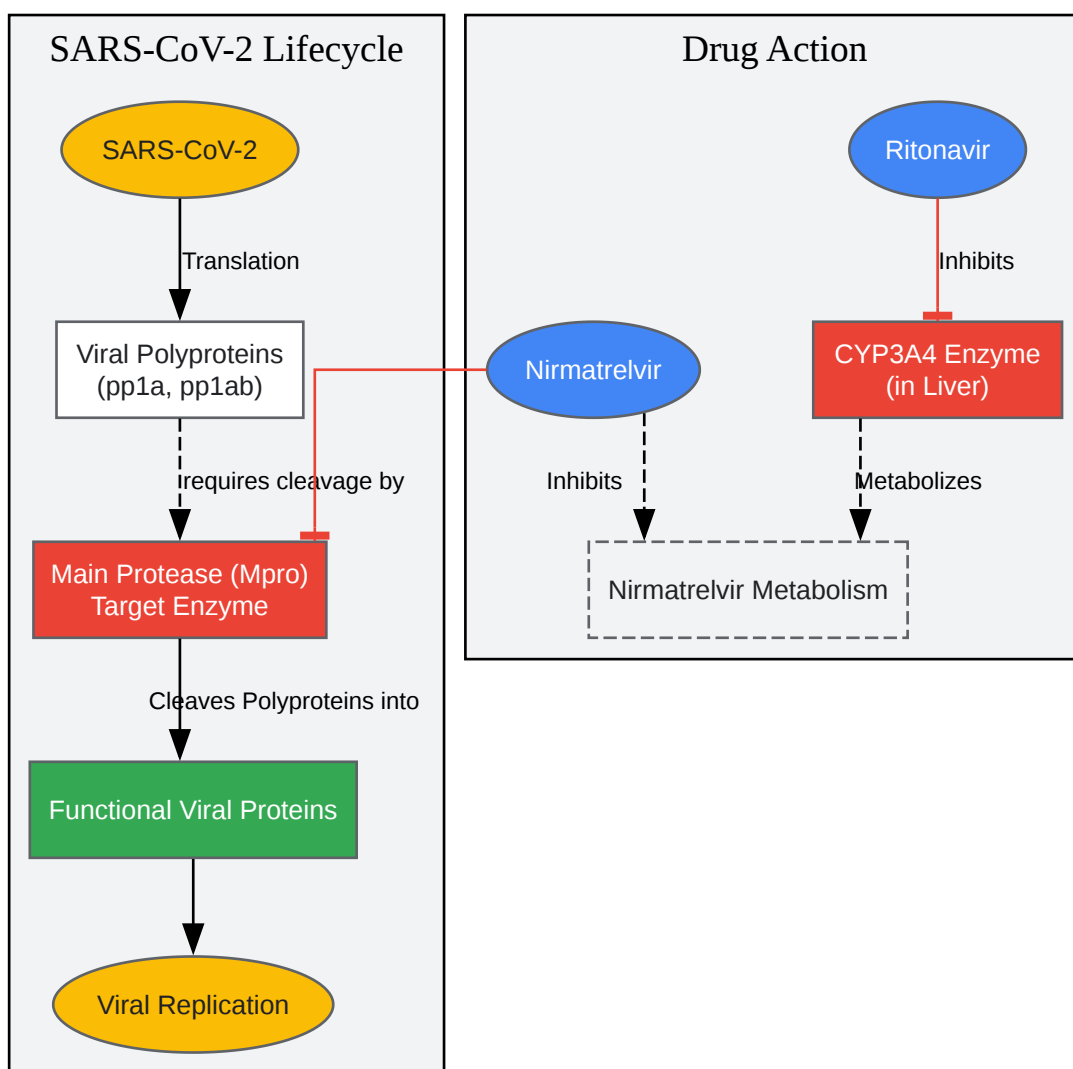 SARS-CoV-2 Lifecycle
SARS-CoV-2
Translation
Viral Polyproteins
(pp1a, pp1ab)
requires cleavage by
Main Protease (Mpro)
Target Enzyme
Cleaves Polyproteins into
Functional Viral Proteins
Viral Replication
Drug Action
Ritonavir
Inhibits
Nirmatrelvir
CYP3A4 Enzyme
(in Liver)
Inhibits
Metabolizes
Nirmatrelvir Metabolism